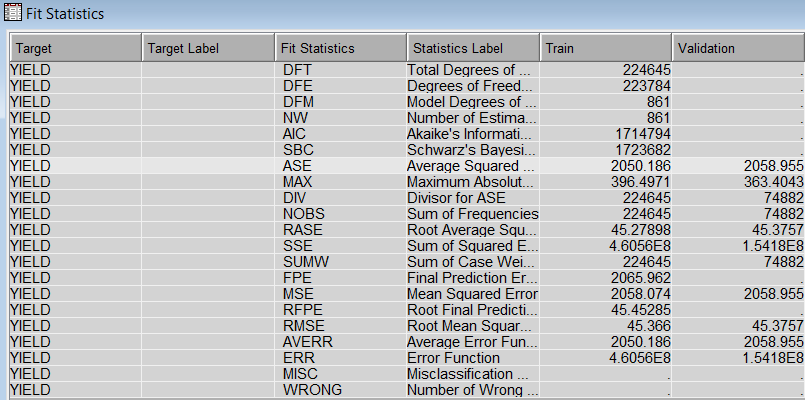 Fit Statistics
Target Target Label Fit Statistics Statistics Label Train Validation
YIELD DFT Total Degrees of ... 224645 .
YIELD DFE Degrees of Freed... 223784 .
YIELD DFM Model Degrees of ... 861 .
YIELD NW Number of Estima... 861 .
YIELD AIC Akaike's Informati... 1714794 .
YIELD SBC Schwarz's Bayesi... 1723682 .
YIELD ASE Average Squared ... 2050.186 2058.955
YIELD MAX Maximum Absolut... 396.4971 363.4043
YIELD DIV Divisor for ASE 224645 74882
YIELD NOBS Sum of Frequencies 224645 74882
YIELD RASE Root Average Squ... 45.27898 45.3757
YIELD SSE Sum of Squared E... 4.6056E8 1.5418E8
YIELD SUMW Sum of Case Wei... 224645 74882
YIELD FPE Final Prediction Er... 2065.962 .
YIELD MSE Mean Squared Error 2058.074 2058.955
YIELD RFPE Root Final Predicti... 45.45285 .
YIELD RMSE Root Mean Squar... 45.366 45.3757
YIELD AVERR Average Error Fun... 2050.186 2058.955
YIELD ERR Error Function 4.6056E8 1.5418E8
YIELD MISC Misclassification ... . .
YIELD WRONG Number of Wrong ... . .